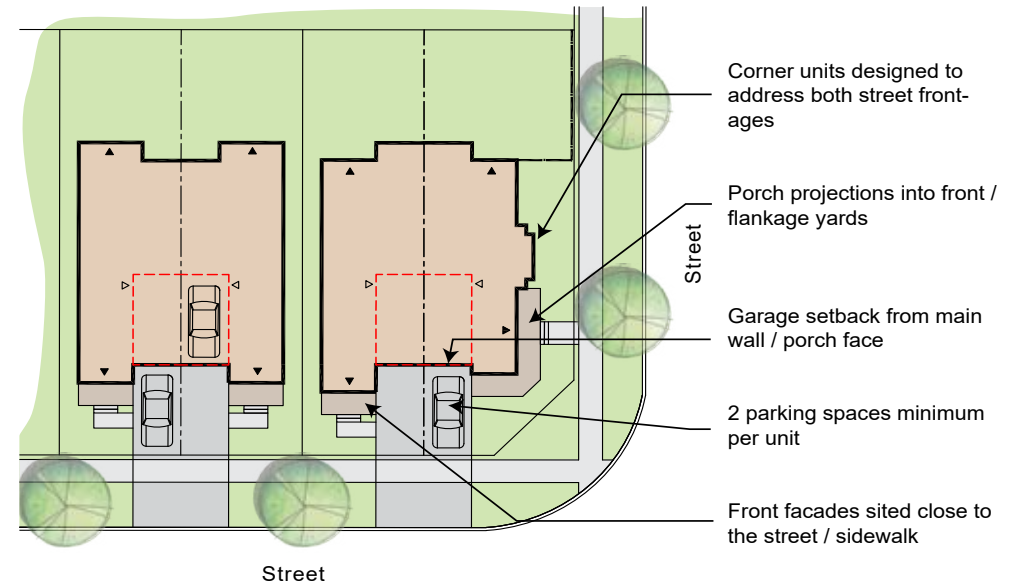 Corner units designed to
address both street front-
ages
Porch projections into front /
flankage yards
Street
Garage setback from main
wall / porch face
2 parking spaces minimum
per unit
Front facades sited close to
the street / sidewalk
Street